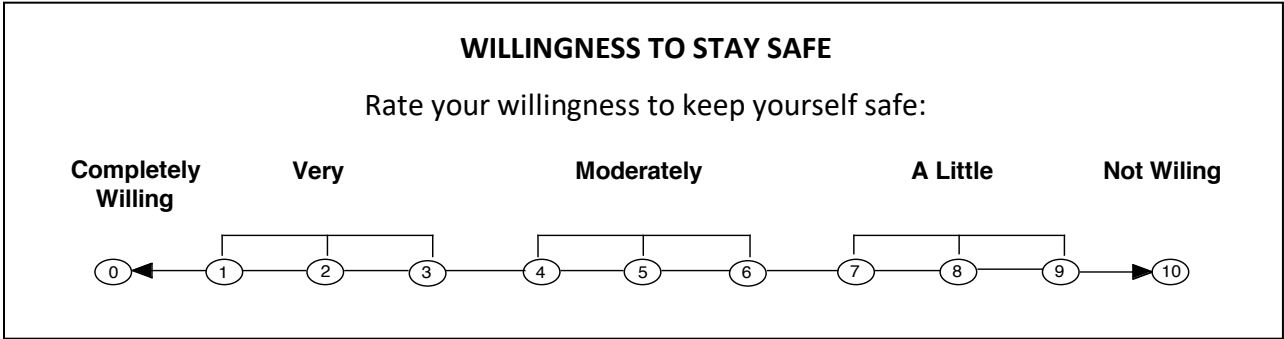 WILLINGNESS TO STAY SAFE
Rate your willingness to keep yourself safe:
Completely Willing Very Moderately A Little Not Wiling
0 1 2 3 4 5 6 7 8 9 10